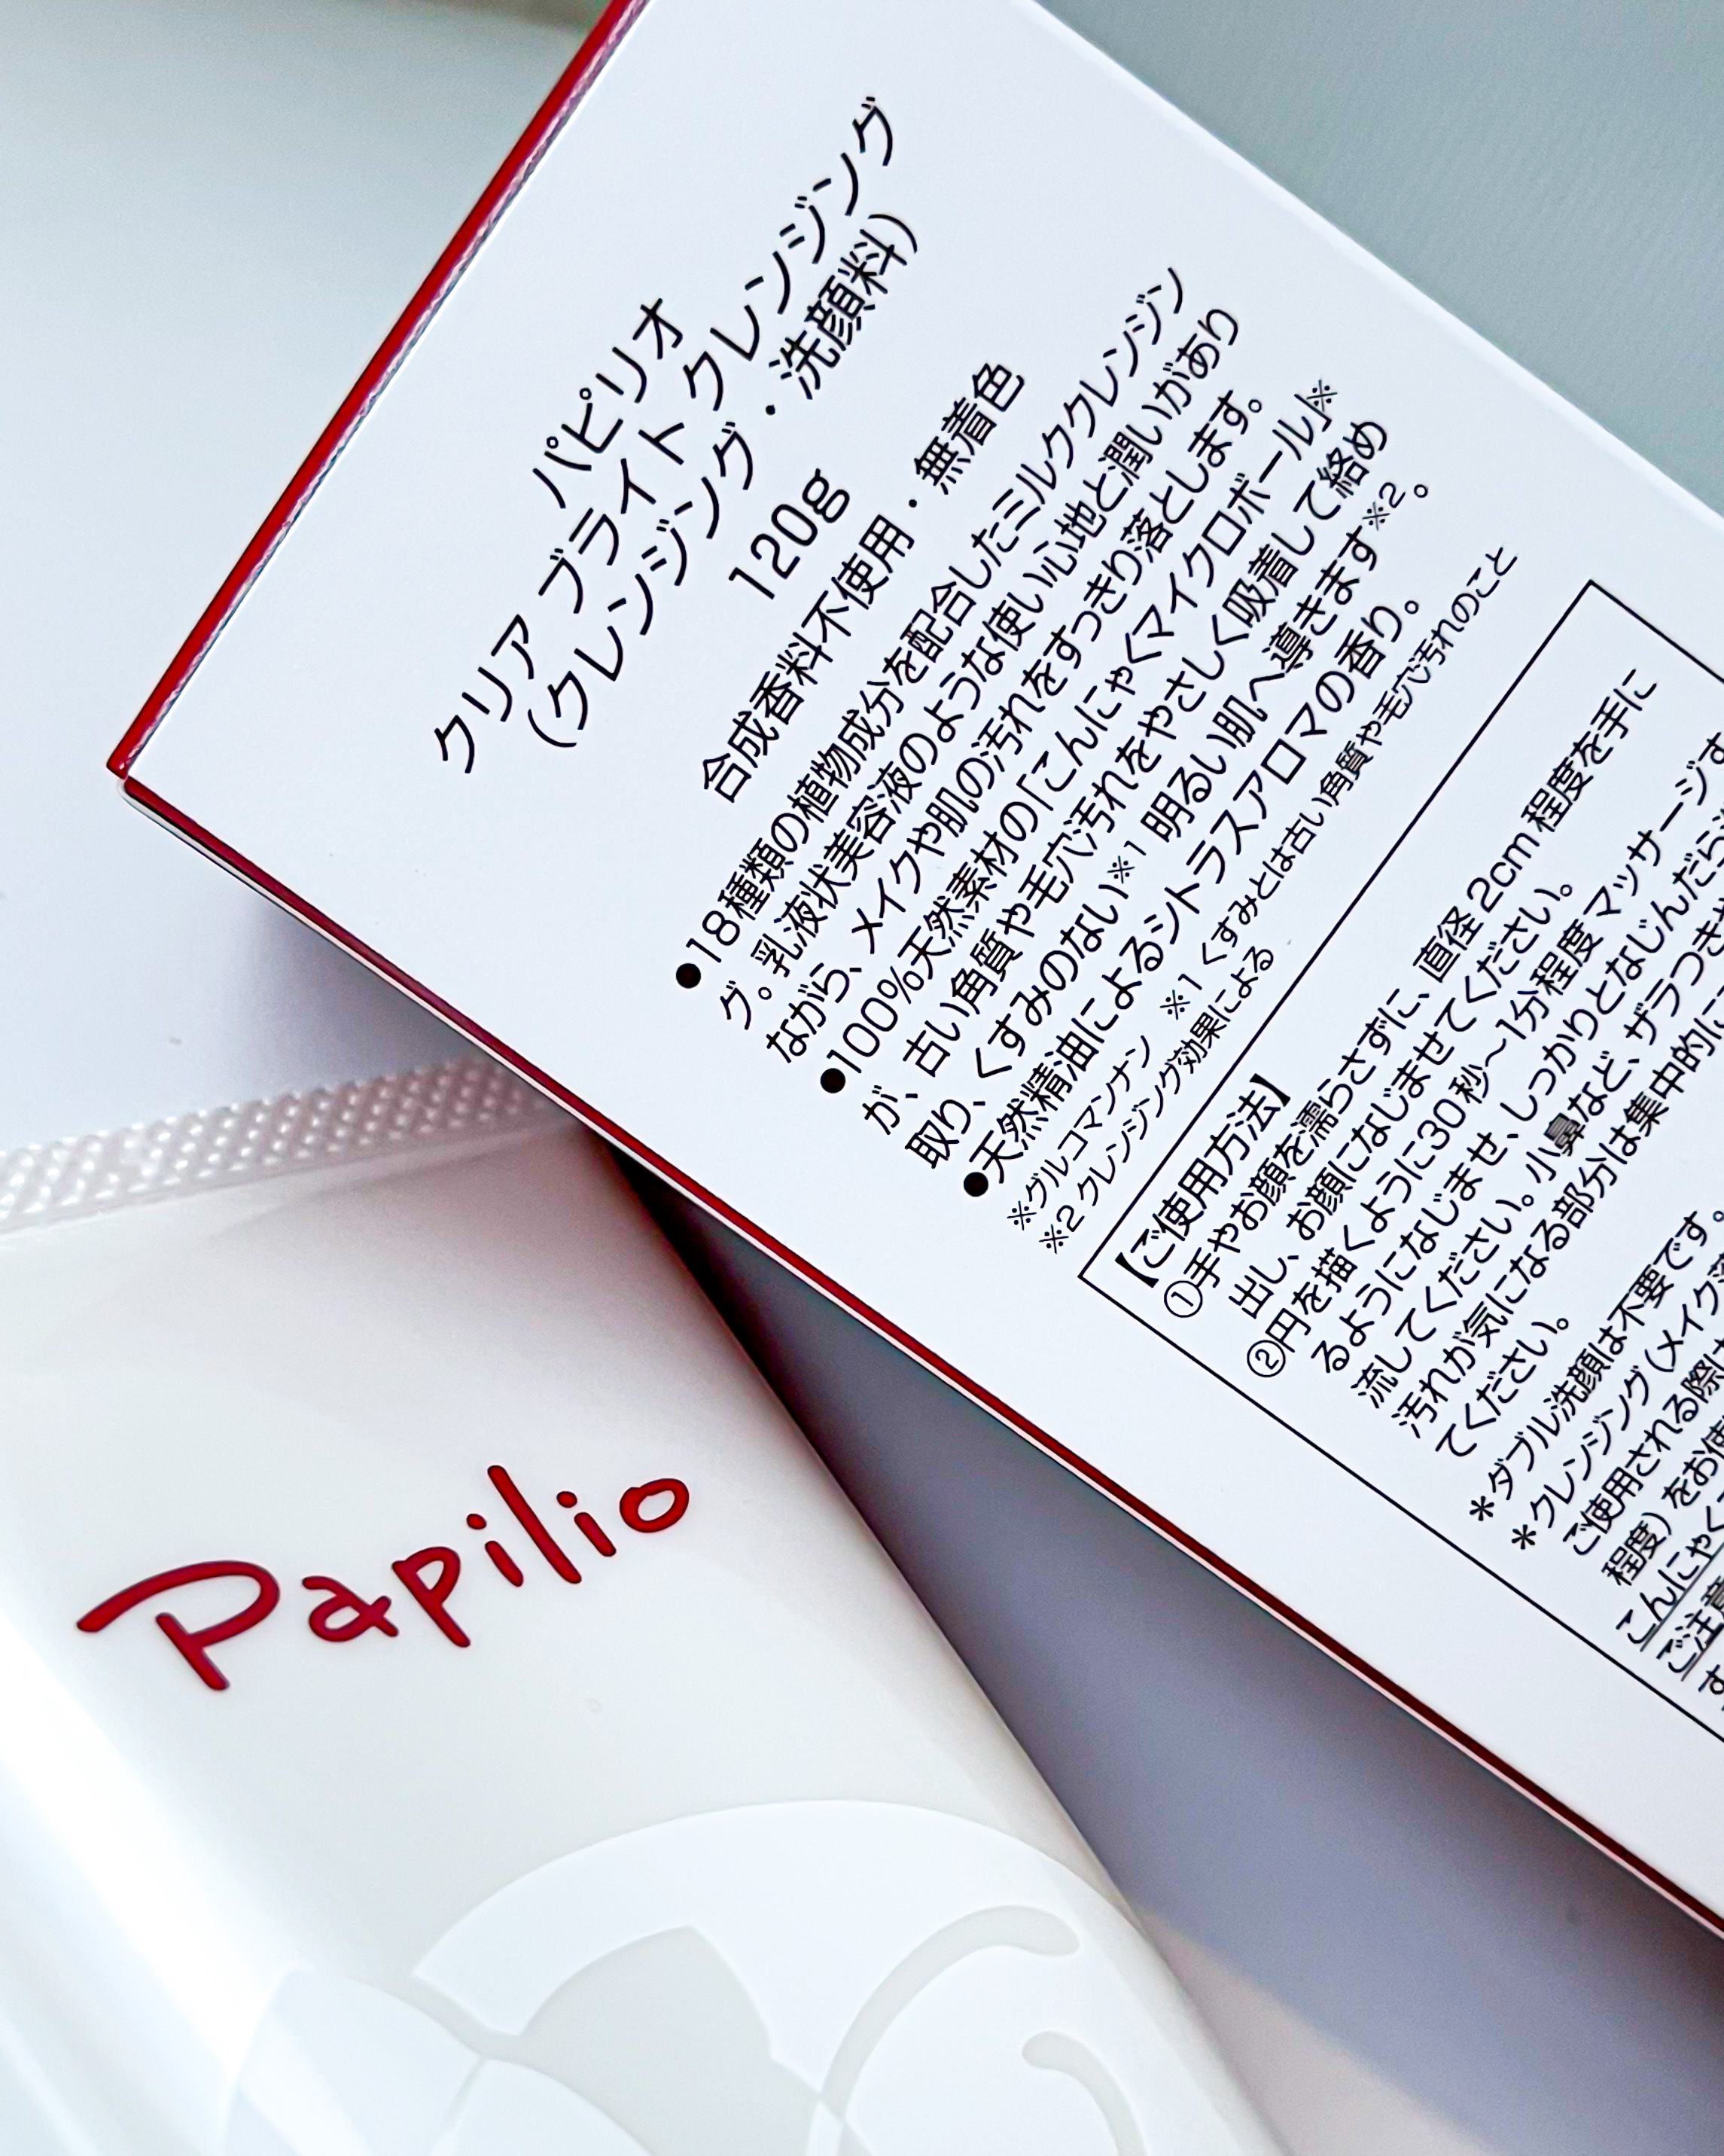 パピリオ
クリア ブライト クレンジング
(クレンジング・洗顔料)
120g
合成香料不使用・無着色
●18種類の植物成分を配合したミルククレンジン
グ。乳液状美容液のような使い心地と潤いがあり
ながら、メイクや肌の汚れをすっきり落とします。
●100%天然素材の「こんにゃくマイクロボール」※
が、古い角質や毛穴汚れをやさしく吸着して絡め
取り、くすみのない※1 明るい肌へ導きます※2。
●天然精油によるシトラスアロマの香り。
※グルコマンナン ※1 くすみとは古い角質や毛穴汚れのこと
※2 クレンジング効果による
【ご使用方法】
①手やお顔を濡らさずに、直径2cm程度を手に
出し、お顔になじませてください。
②円を描くように30秒～1分程度マッサージす
るようになじませ、しっかりとなじんだら
流してください。小鼻など、ザラつき
汚れが気になる部分は集中的に
てください。
＊ダブル洗顔は不要です。
＊クレンジング(メイク
ご使用される際は
程度)をお使
こんにゃく
ご注意
す
Papilio